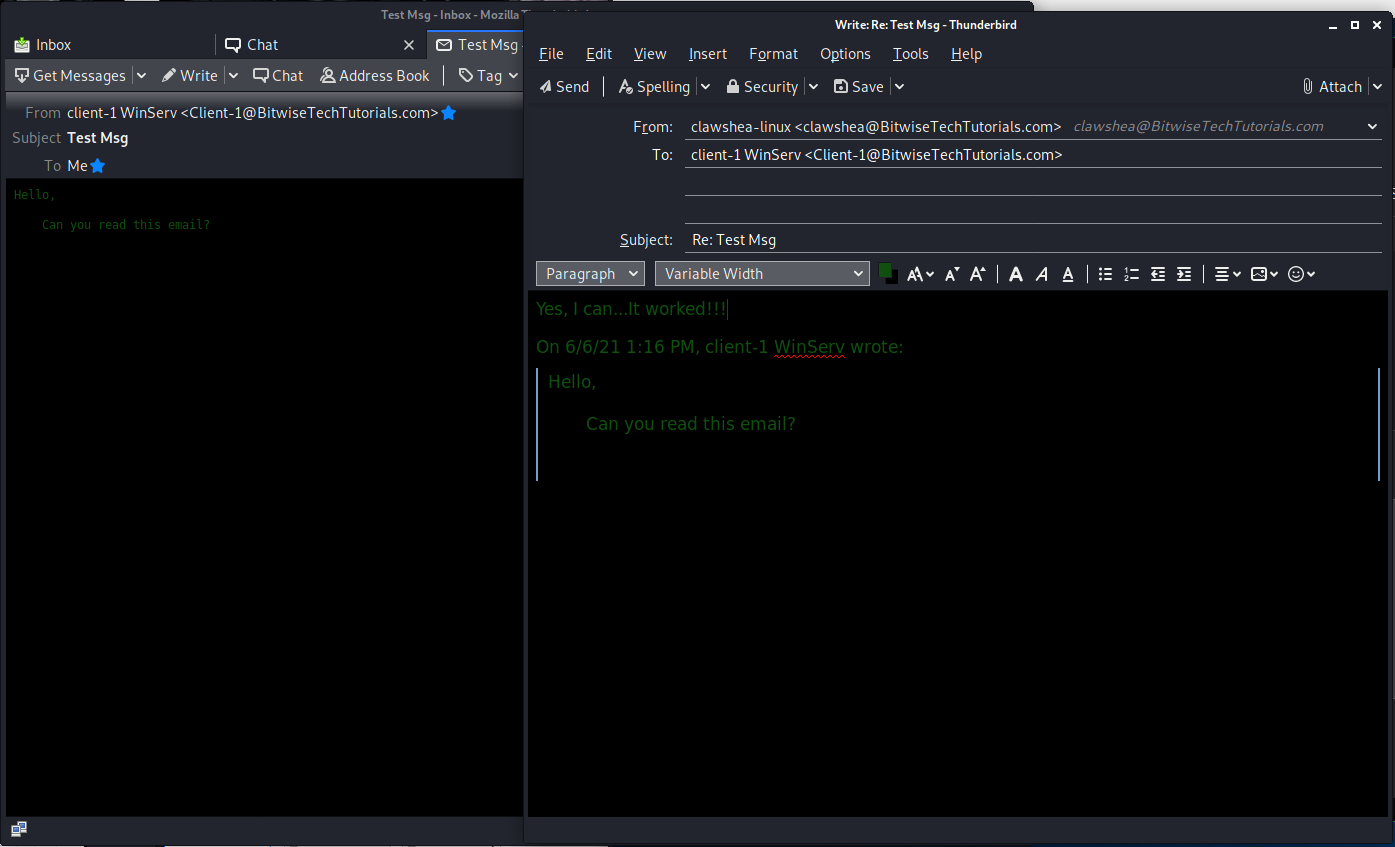 Test Msg - Inbox - Mozilla
Inbox
Chat
Test Msg
Get Messages
Write
Chat
Address Book
Tag
From client-1 WinServ <Client-1@BitwiseTechTutorials.com>
Subject Test Msg
To Me
Hello,
Can you read this email?
Write: Re: Test Msg - Thunderbird
File Edit View Insert Format Options Tools Help
Send
Spelling
Security
Save
Attach
From: clawshea-linux <clawshea@BitwiseTechTutorials.com> clawshea@BitwiseTechTutorials.com
To: client-1 WinServ <Client-1@BitwiseTechTutorials.com>
Subject: Re: Test Msg
Paragraph
Variable Width
Yes, I can...It worked!!!
On 6/6/21 1:16 PM, client-1 WinServ wrote:
Hello,
Can you read this email?